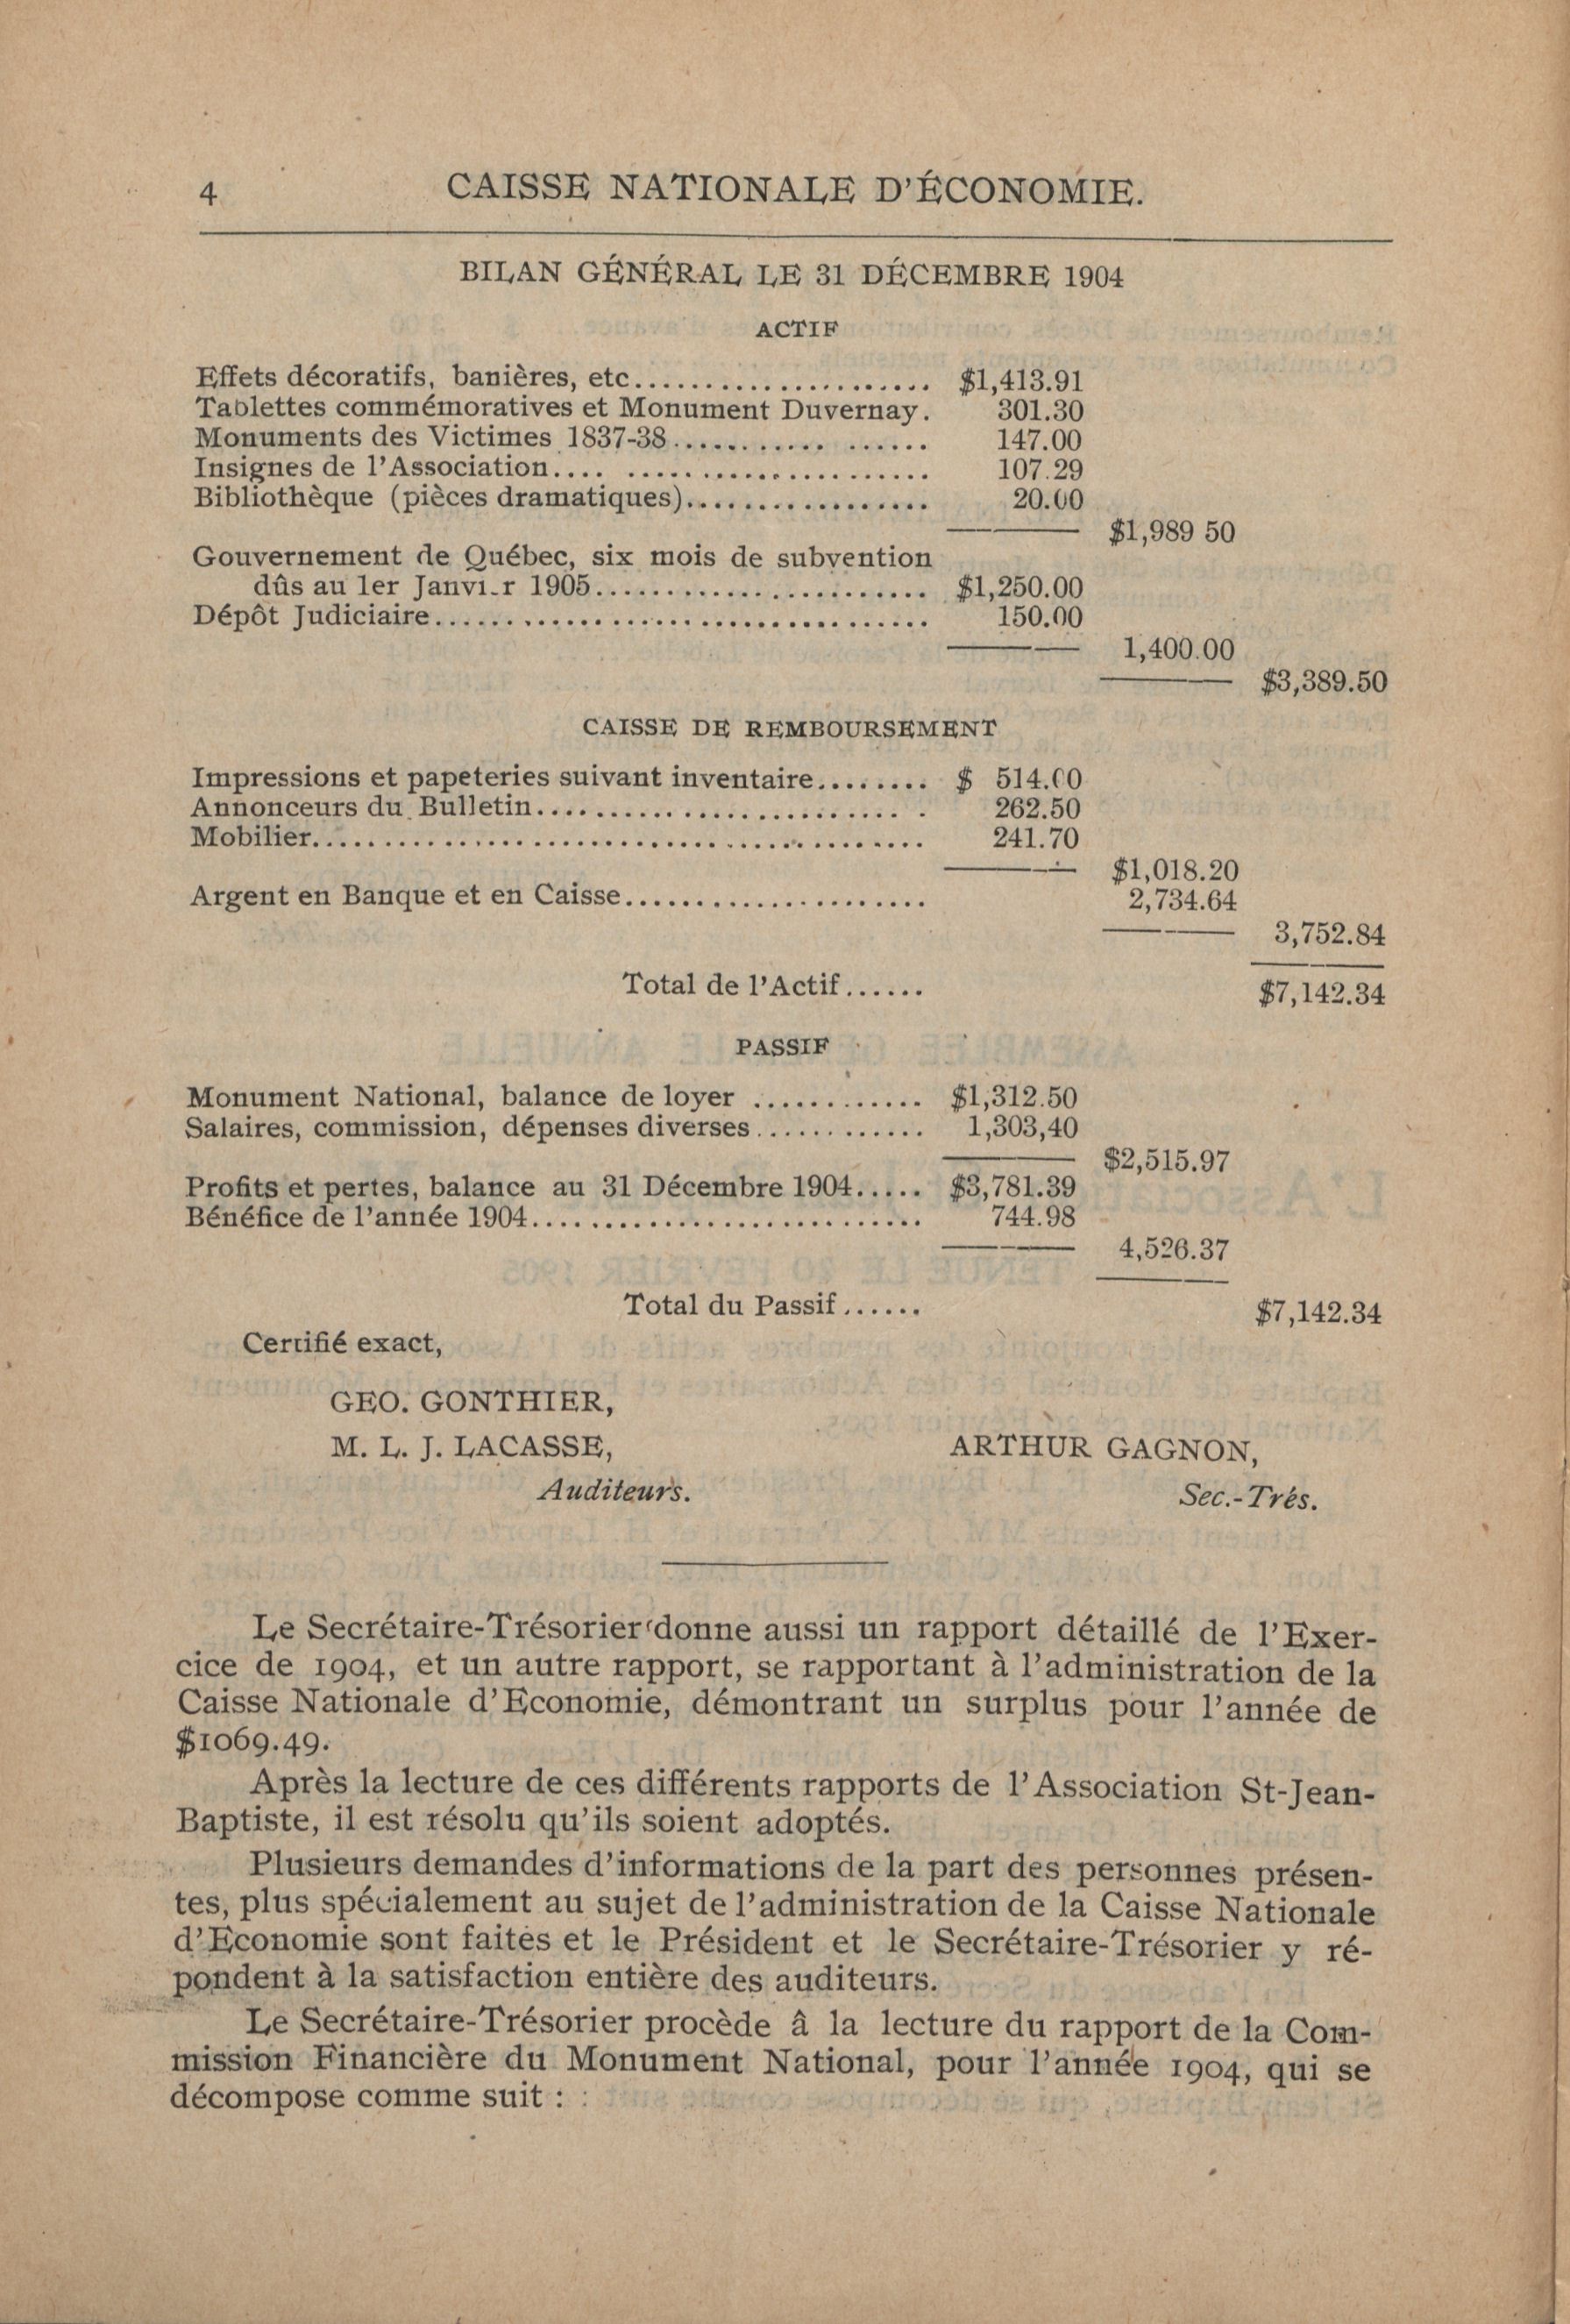 4 CAISSE NATIONALE D'ÉCONOMIE.
BILAN GÉNÉRAL LE 31 DÉCEMBRE 1904
ACTIF
Effets décoratifs, banières, etc..................... $1,413.91
Tablettes commémoratives et Monument Duvernay. 301.30
Monuments des Victimes 1837-38............ ...... 147.00
Insignes de l'Association.... ..................... 107.29
Bibliothèque (pièces dramatiques)................. 20.00
$1,989 50
Gouvernement de Québec, six mois de subvention
dûs au 1er Janvi.r 1905........................ $1,250.00
Dépôt Judiciaire................................... 150.00
1,400.00
$3,389.50
CAISSE DE REMBOURSEMENT
Impressions et papeteries suivant inventaire........ $ 514.00
Annonceurs du Bulletin......................... . 262.50
Mobilier........................................... 241.70
$1,018.20
Argent en Banque et en Caisse..................... 2,734.64
3,752.84
Total de l'Actif...... $7,142.34
PASSIF
Monument National, balance de loyer ............ $1,312.50
Salaires, commission, dépenses diverses............ 1,303,40
$2,515.97
Profits et pertes, balance au 31 Décembre 1904..... $3,781.39
Bénéfice de l'année 1904........................... 744.98
4,526.37
Total du Passif...... $7,142.34
Certifié exact,
GEO. GONTHIER,
M. L. J. LACASSE, ARTHUR GAGNON,
Auditeurs. Sec.-Trés.
Le Secrétaire-Trésorier donne aussi un rapport détaillé de l'Exer-
cice de 1904, et un autre rapport, se rapportant à l'administration de la
Caisse Nationale d'Economie, démontrant un surplus pour l'année de
$1069.49.
Après la lecture de ces différents rapports de l'Association St-Jean-
Baptiste, il est résolu qu'ils soient adoptés.
Plusieurs demandes d'informations de la part des personnes présen-
tes, plus spécialement au sujet de l'administration de la Caisse Nationale
d'Economie sont faites et le Président et le Secrétaire-Trésorier y ré-
pondent à la satisfaction entière des auditeurs.
Le Secrétaire-Trésorier procède â la lecture du rapport de la Com-
mission Financière du Monument National, pour l'année 1904, qui se
décompose comme suit :